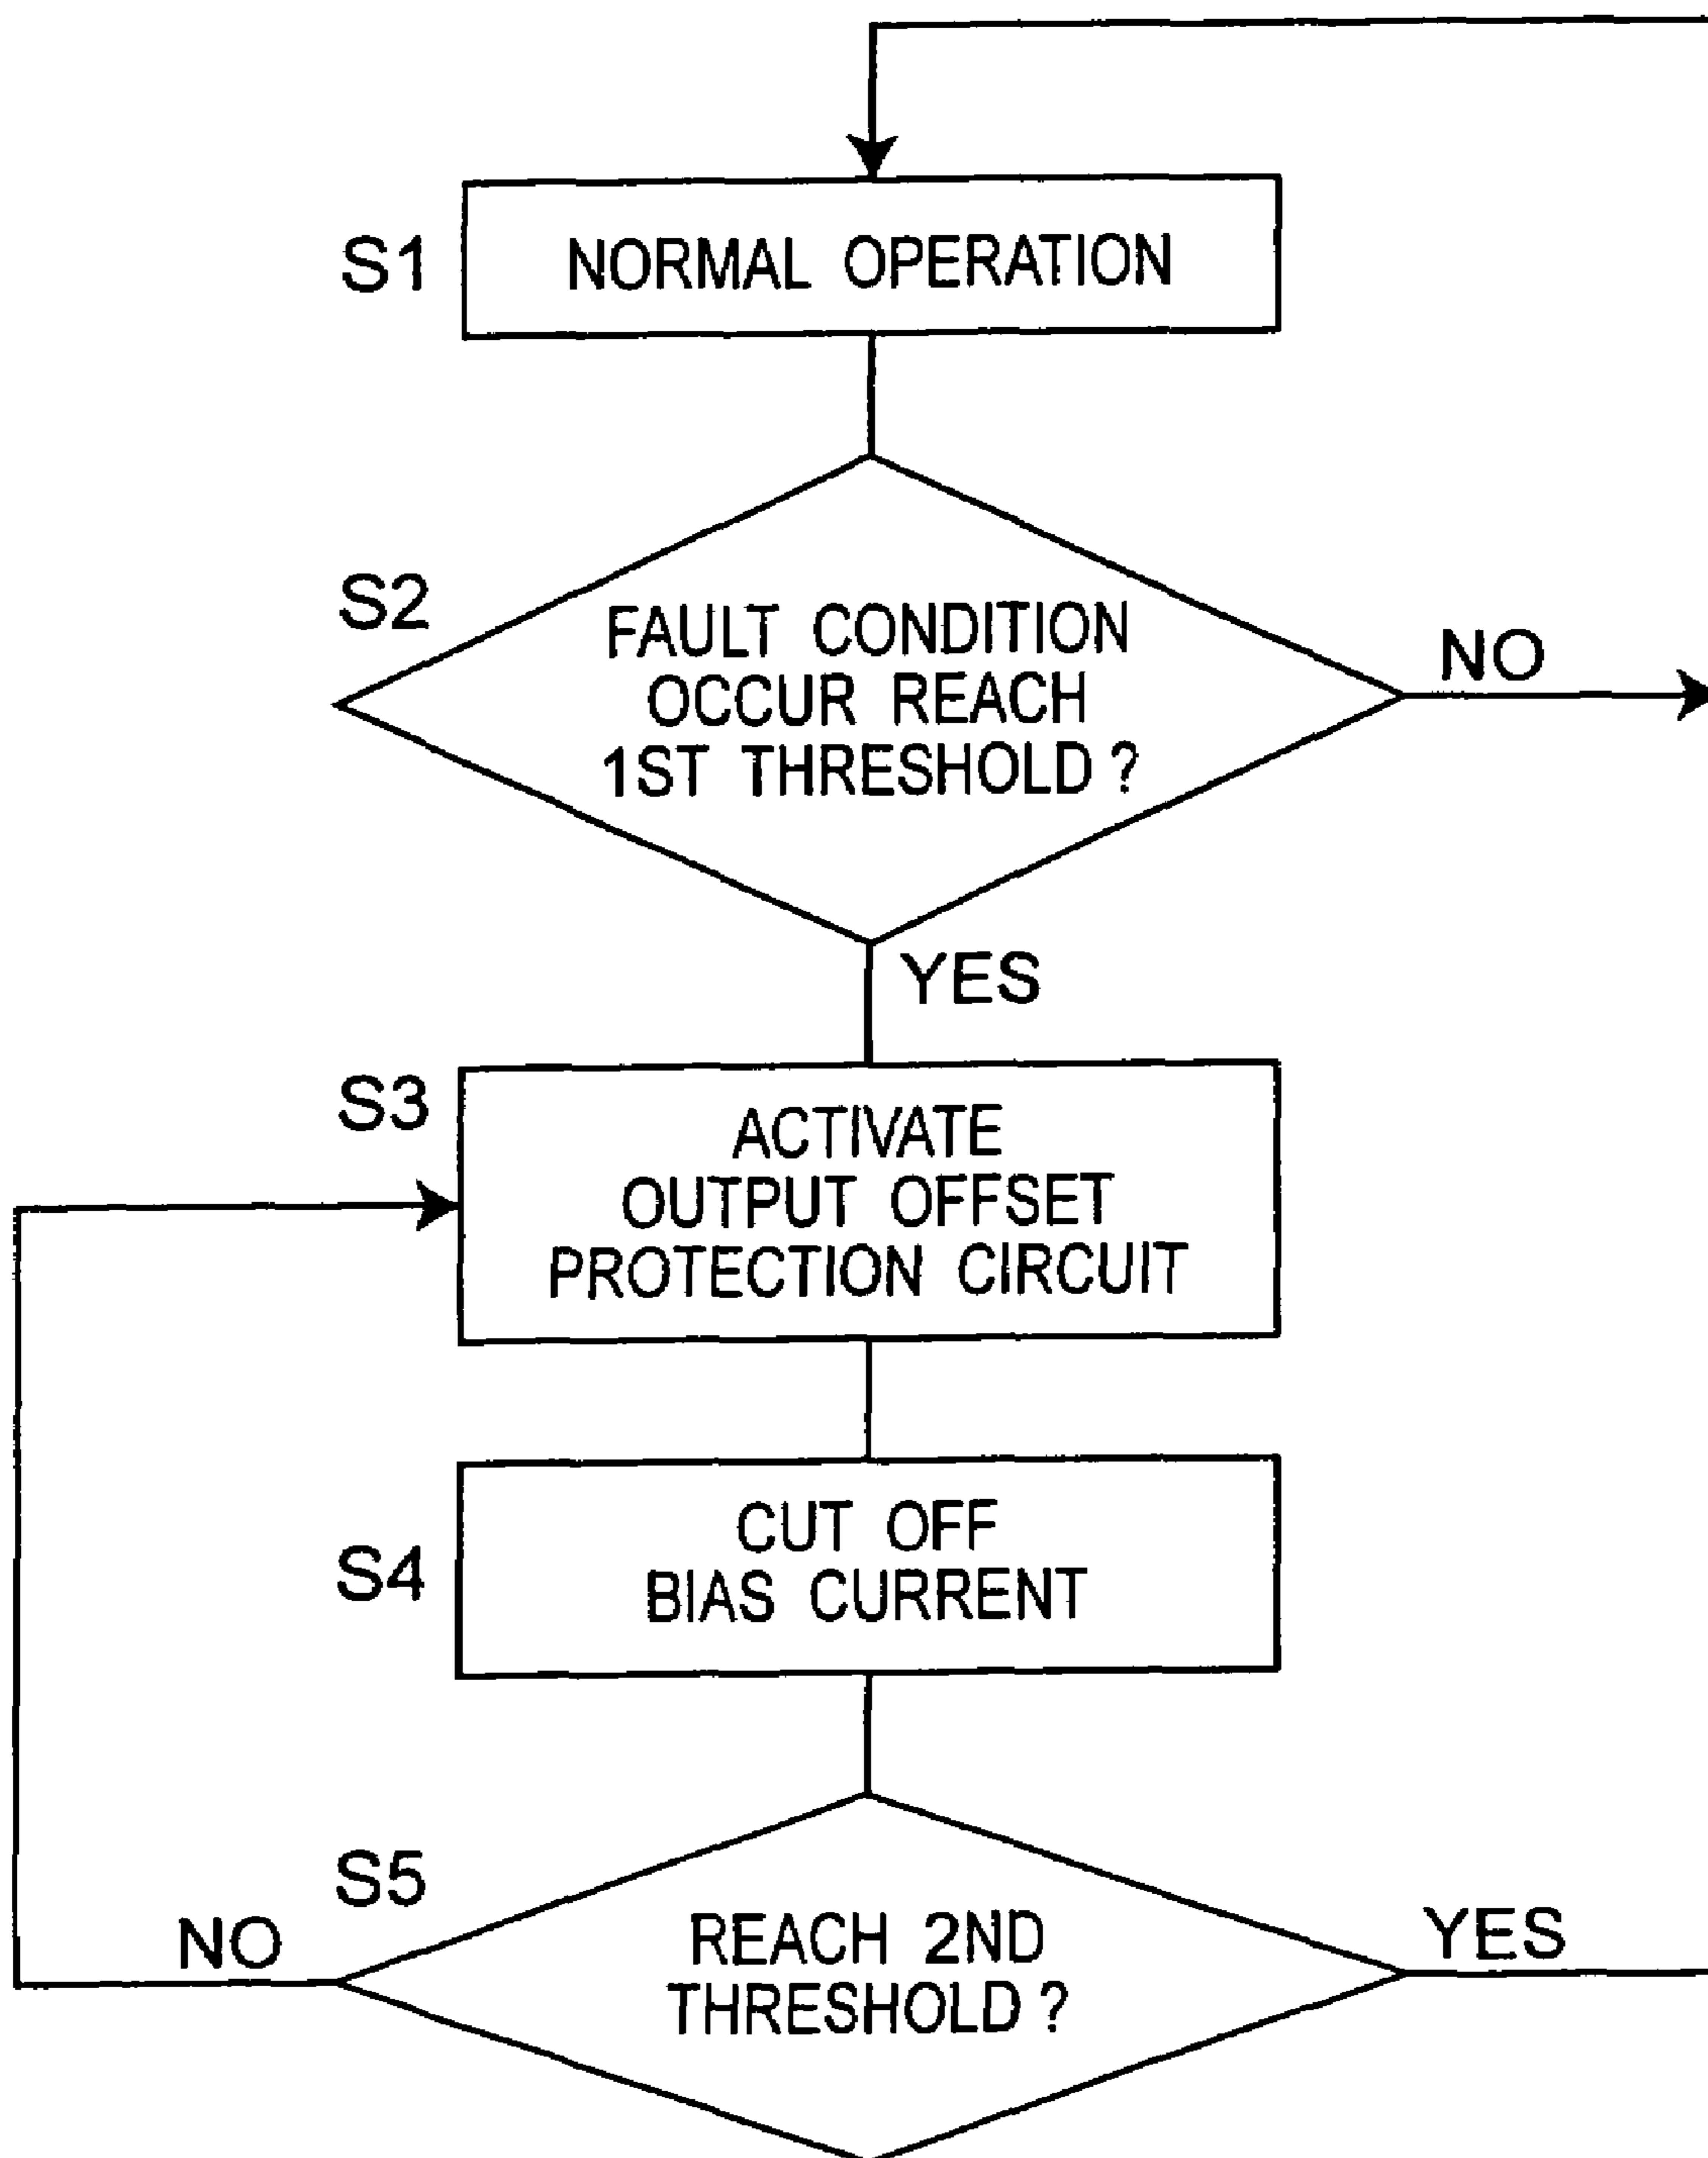 S1
NORMAL OPERATION
S2
FAULT CONDITION
OCCUR REACH
1ST THRESHOLD ?
NO
YES
S3
ACTIVATE
OUTPUT OFFSET
PROTECTION CIRCUIT
S4
CUT OFF
BIAS CURRENT
S5
NO
REACH 2ND
THRESHOLD ?
YES